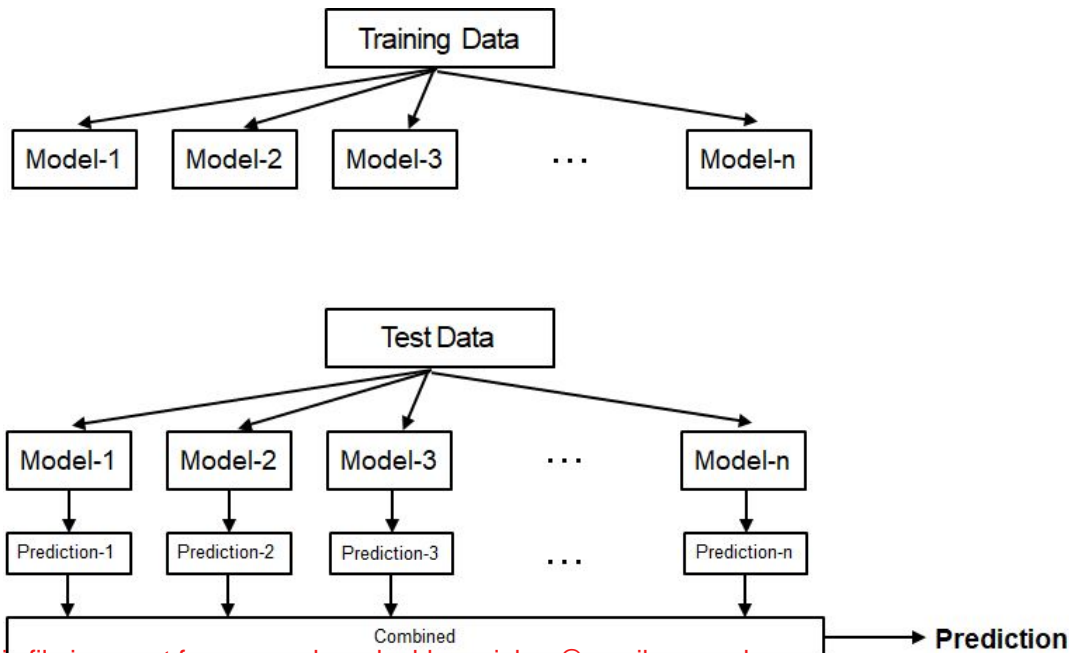 Training Data
Model-1 Model-2 Model-3 ... Model-n
Test Data
Model-1 Model-2 Model-3 ... Model-n
Prediction-1 Prediction-2 Prediction-3 ... Prediction-n
Combined
Prediction